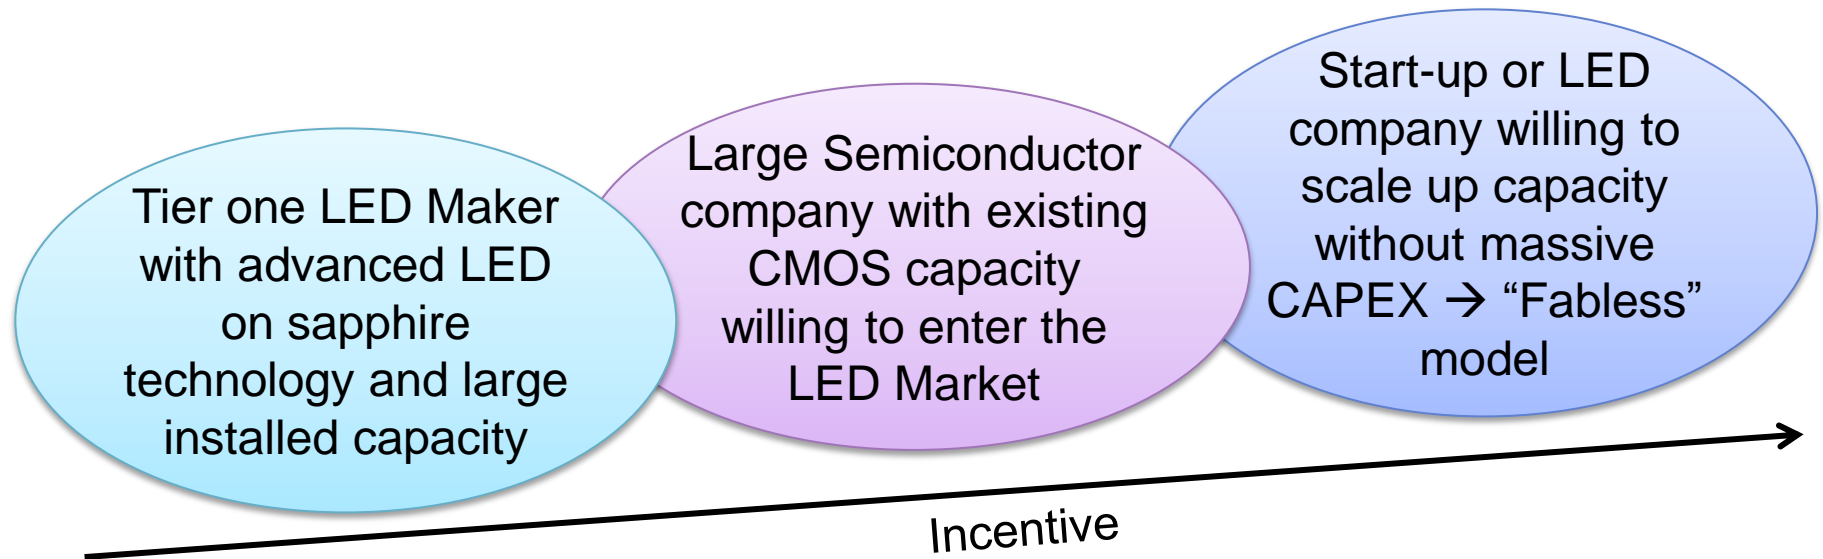 Tier one LED Maker
with advanced LED
on sapphire
technology and large
installed capacity
Large Semiconductor
company with existing
CMOS capacity
willing to enter the
LED Market
Start-up or LED
company willing to
scale up capacity
without massive
CAPEX → “Fabless”
model
Incentive